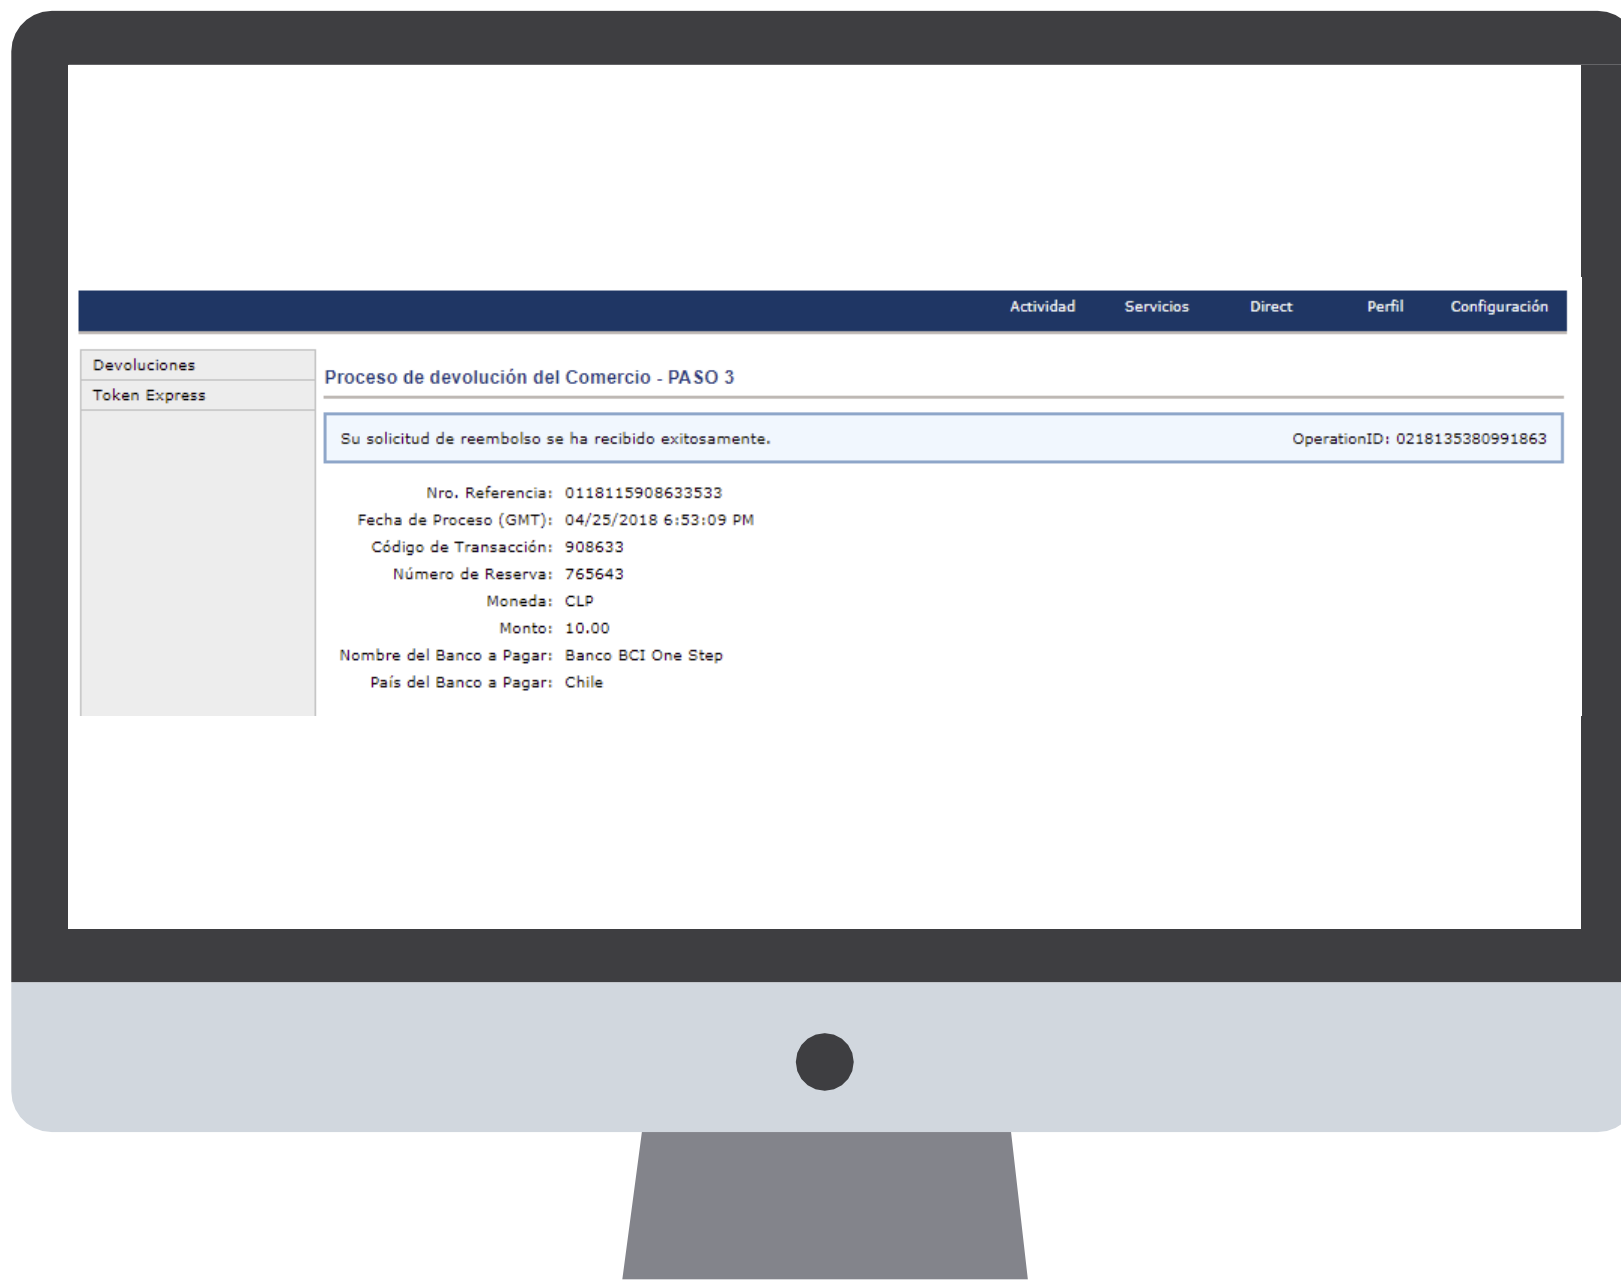 Actividad Servicios Direct Perfil Configuración
Devoluciones
Token Express
Proceso de devolución del Comercio - PASO 3
Su solicitud de reembolso se ha recibido exitosamente. OperationID: 0218135380991863
Nro. Referencia: 0118115908633533
Fecha de Proceso (GMT): 04/25/2018 6:53:09 PM
Código de Transacción: 908633
Número de Reserva: 765643
Moneda: CLP
Monto: 10.00
Nombre del Banco a Pagar: Banco BCI One Step
País del Banco a Pagar: Chile